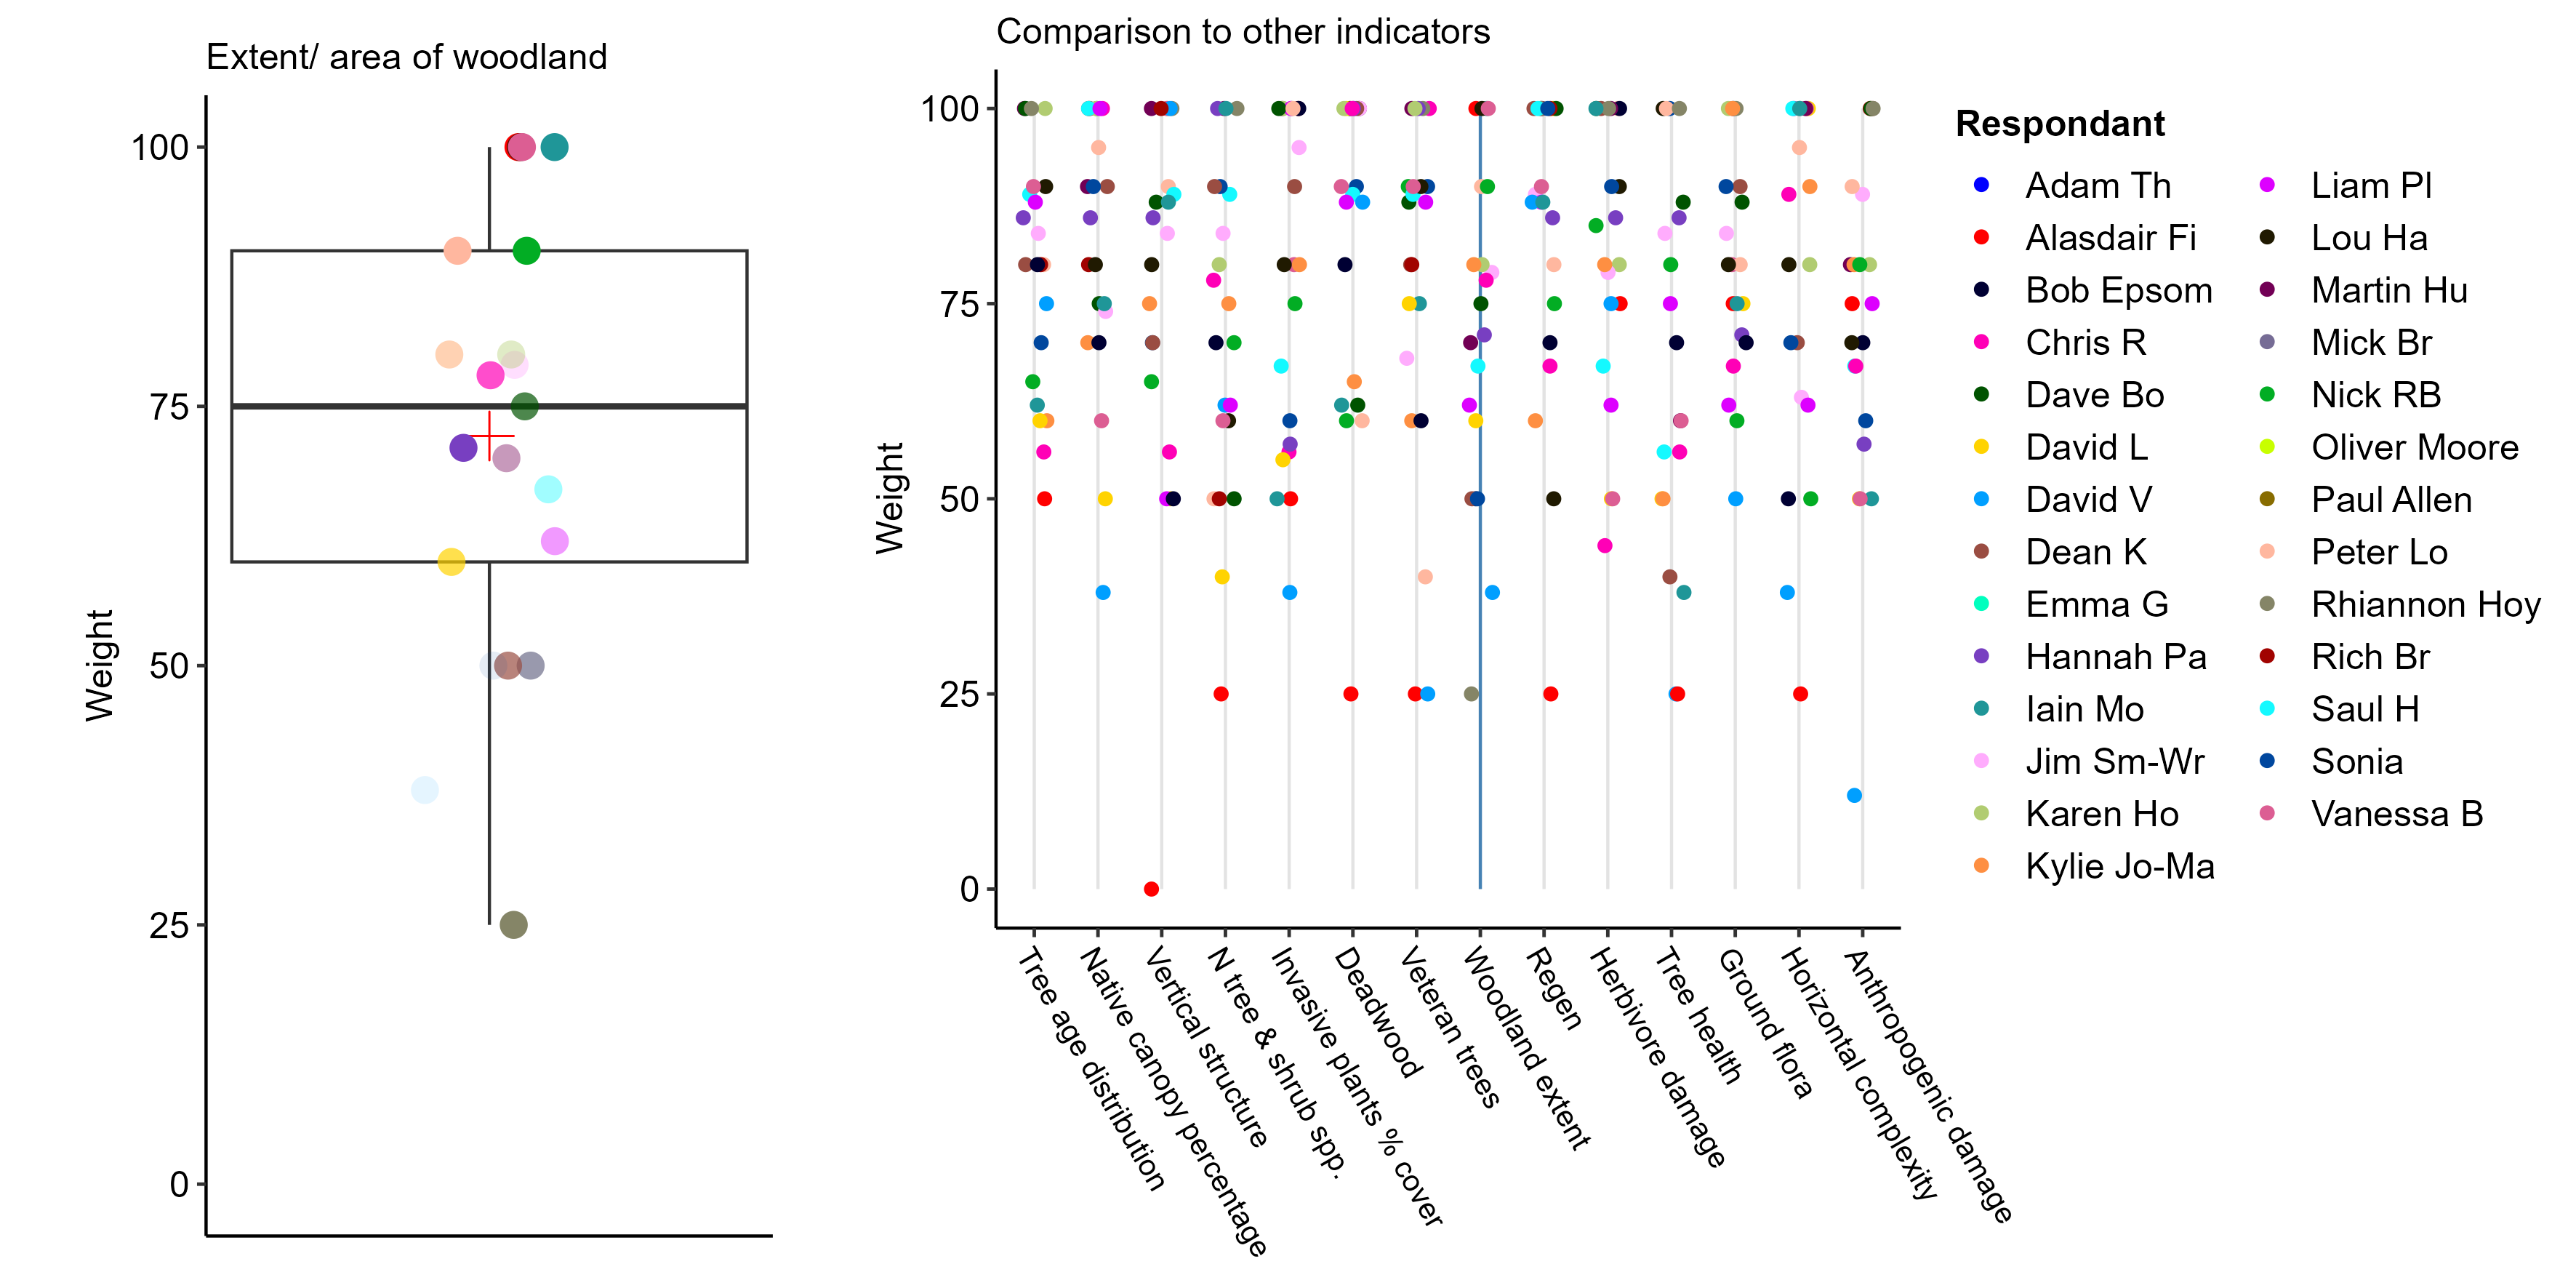 Extent/ area of woodland
Weight
100
75
50
25
0
Comparison to other indicators
Weight
100
75
50
25
0
Tree age distribution
Native canopy percentage
Vertical structure
N tree & shrub spp.
Invasive plants % cover
Deadwood
Veteran trees
Woodland extent
Regen
Herbivore damage
Tree health
Ground flora
Horizontal complexity
Anthropogenic damage
Respondant
Adam Th
Alasdair Fi
Bob Epsom
Chris R
Dave Bo
David L
David V
Dean K
Emma G
Hannah Pa
Iain Mo
Jim Sm-Wr
Karen Ho
Kylie Jo-Ma
Liam Pl
Lou Ha
Martin Hu
Mick Br
Nick RB
Oliver Moore
Paul Allen
Peter Lo
Rhiannon Hoy
Rich Br
Saul H
Sonia
Vanessa B